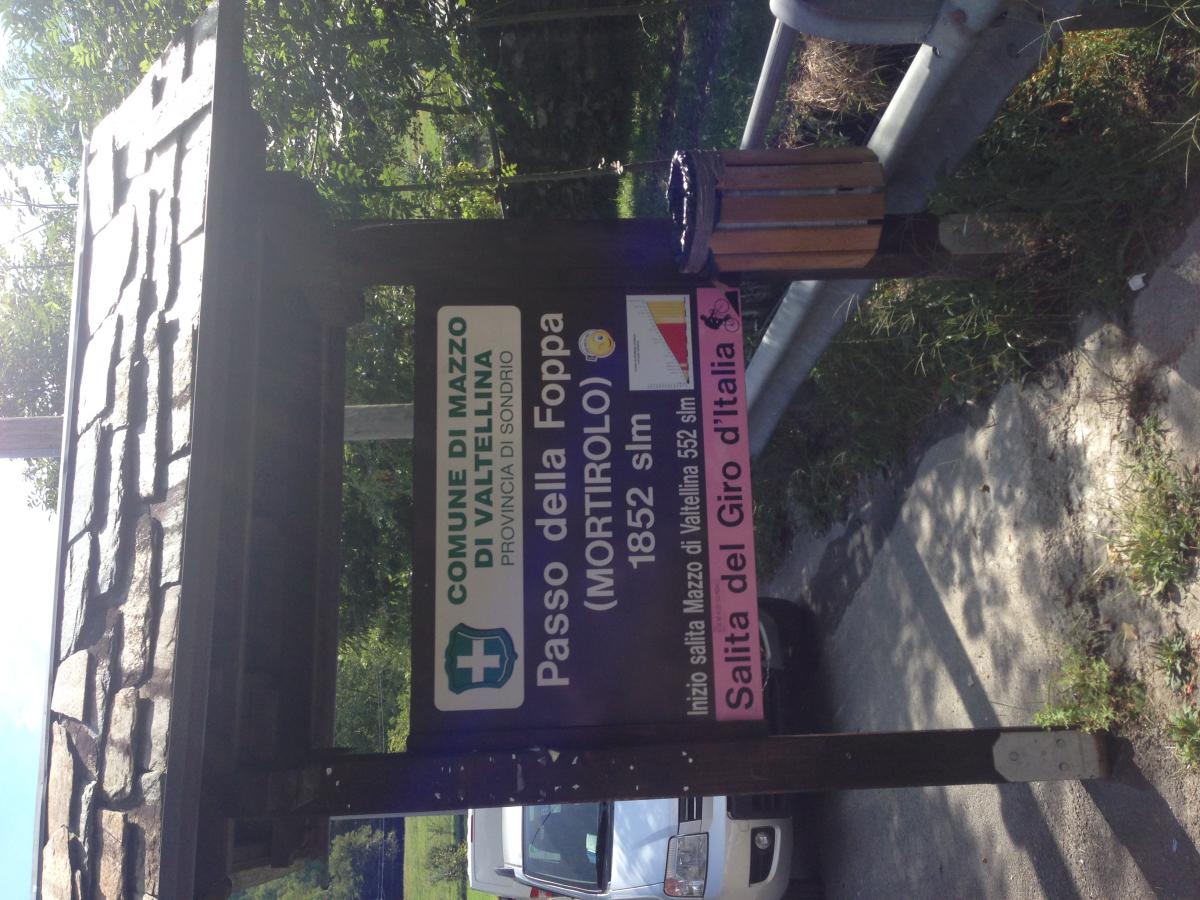 COMUNE DI MAZZO
DI VALTELLINA
PROVINCIA DI SONDRIO
Passo della Foppa
(MORTIROLO)
1852 slm
Inizio salita Mazzo di Valtellina 552 slm
Salita del Giro d'Italia